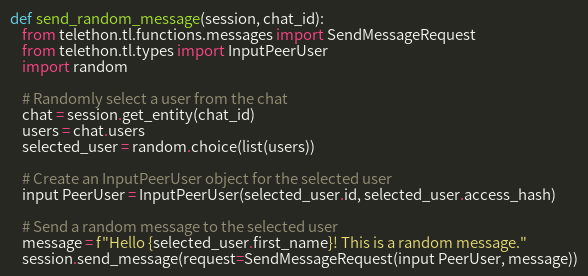 def send_random_message(session, chat_id):
from telethon.tl.functions.messages import SendMessageRequest
from telethon.tl.types import InputPeerUser
import random
# Randomly select a user from the chat
chat = session.get_entity(chat_id)
users = chat.users
selected_user = random.choice(list(users))
# Create an InputPeerUser object for the selected user
input PeerUser = InputPeerUser(selected_user.id, selected_user.access_hash)
# Send a random message to the selected user
message = f"Hello {selected_user.first_name}! This is a random message."
session.send_message(request=SendMessageRequest(input PeerUser, message))